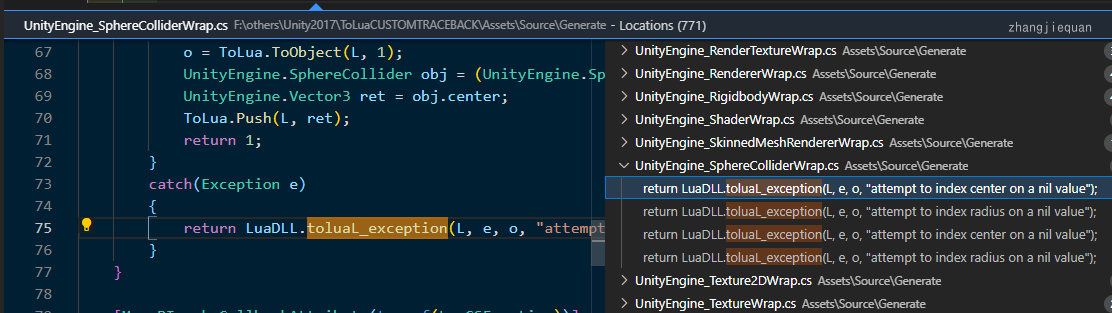 UnityEngine_SphereColliderWrap.cs F:\others\Unity2017\ToLuaCUSTOMTRACEBACK\Assets\Source\Generate - Locations (771)
zhangjiequan
67 o = ToLua.ToObject(L, 1);
68 UnityEngine.SphereCollider obj = (UnityEngine.Sp
69 UnityEngine.Vector3 ret = obj.center;
70 ToLua.Push(L, ret);
71 return 1;
72 }
73 catch(Exception e)
74 {
75 return LuaDLL.toluaL_exception(L, e, o, "attempt
76 }
77 }
78
UnityEngine_RenderTextureWrap.cs Assets\Source\Generate
UnityEngine_RendererWrap.cs Assets\Source\Generate
UnityEngine_RigidbodyWrap.cs Assets\Source\Generate
UnityEngine_ShaderWrap.cs Assets\Source\Generate
UnityEngine_SkinnedMeshRendererWrap.cs Assets\Source\Generate
UnityEngine_SphereColliderWrap.cs Assets\Source\Generate
return LuaDLL.toluaL_exception(L, e, o, "attempt to index center on a nil value");
return LuaDLL.toluaL_exception(L, e, o, "attempt to index radius on a nil value");
return LuaDLL.toluaL_exception(L, e, o, "attempt to index center on a nil value");
return LuaDLL.toluaL_exception(L, e, o, "attempt to index radius on a nil value");
UnityEngine_Texture2DWrap.cs Assets\Source\Generate
UnityEngine_TextureWrap.cs Assets\Source\Generate